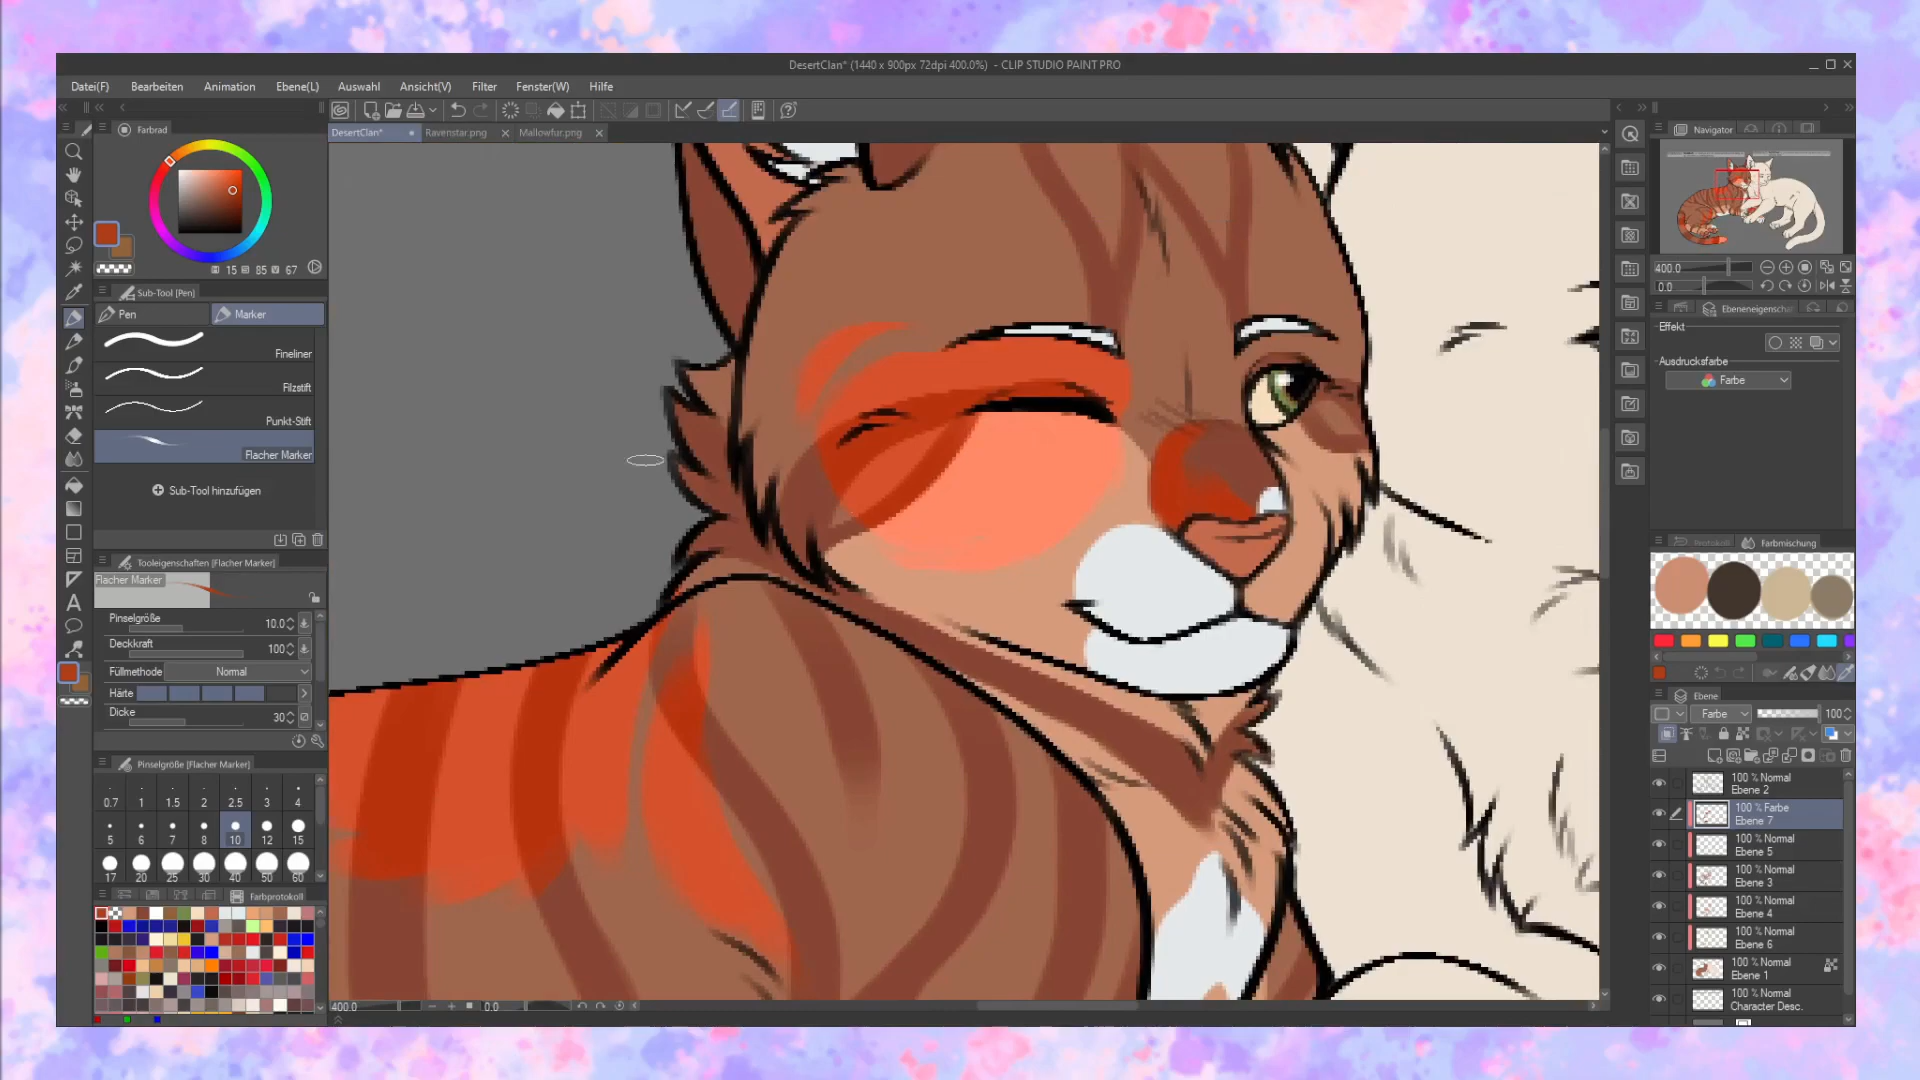 DesertClan* (1440 x 900px 72dpi 400.0%) - CLIP STUDIO PAINT PRO
Datei(F) Bearbeiten Animation Ebene(L) Auswahl Ansicht(V) Filter Fenster(W) Hilfe
DesertClan* Ravenstar.png Mallowfur.png
Farbrad
15 85 67
Sub-Tool [Pen]
Pen Marker
Fineliner
Filzstift
Punkt-Stift
Flacher Marker
Sub-Tool hinzufügen
Tooleigenschaften [Flacher Marker]
Flacher Marker
Pinselgröße 10.0
Deckkraft 100
Füllmethode Normal
Härte
Dicke 30
Pinselgröße [Flacher Marker]
0.7 1 1.5 2 2.5 3 4
5 6 7 8 10 12 15
17 20 25 30 40 50 60
Farbprotokoll
400.0 0.0
Navigator
400.0
0.0
Ebeneneigensch
Effekt
Ausdrucksfarbe
Farbe
Protokoll Farbmischung
Ebene
Farbe 100
100 % Normal
Ebene 2
100 % Farbe
Ebene 7
100 % Normal
Ebene 5
100 % Normal
Ebene 3
100 % Normal
Ebene 4
100 % Normal
Ebene 6
100 % Normal
Ebene 1
100 % Normal
Character Desc.